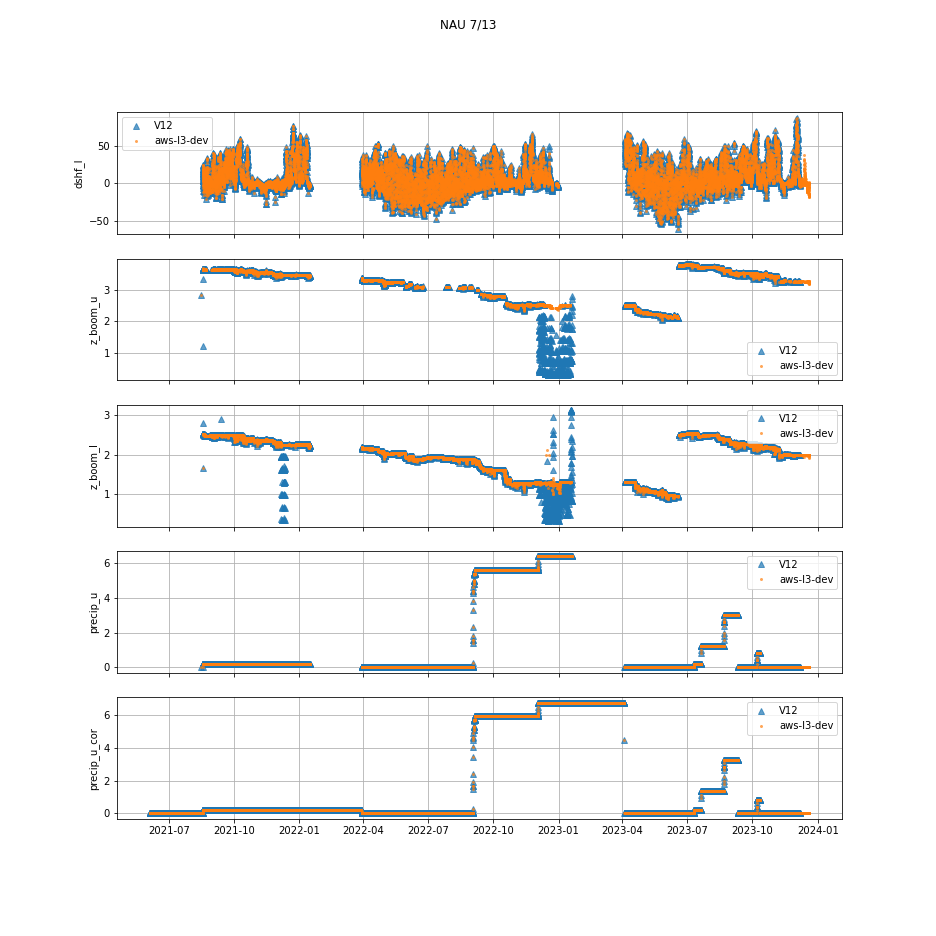 NAU 7/13
dshf_l
50
0
−50
V12
aws-l3-dev
z_boom_u
3
2
1
V12
aws-l3-dev
z_boom_l
3
2
1
V12
aws-l3-dev
precip_u
6
4
2
0
V12
aws-l3-dev
precip_u_cor
6
4
2
0
V12
aws-l3-dev
2021-07 2021-10 2022-01 2022-04 2022-07 2022-10 2023-01 2023-04 2023-07 2023-10 2024-01